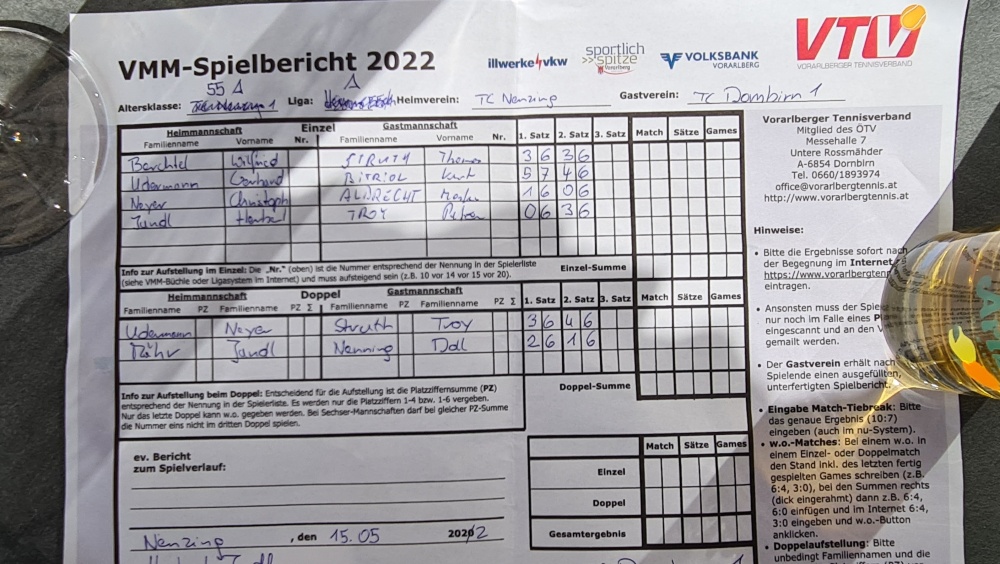 VMM-Spielbericht 2022
illwerke vkw
sportlich >>spitze Vorarlberg
VOLKSBANK VORARLBERG
VTV
VORARLBERGER TENNISVERBAND
55 A
A
Altersklasse: Liga: Heimverein: TC Nenzing Gastverein: TC Dornbirn 1
Heimmannschaft Einzel Gastmannschaft
Familienname Vorname Nr. Familienname Vorname Nr. 1. Satz 2. Satz 3. Satz Match Sätze Games
Wilfried Thomas 3 6 3 6
Udermann Gerhard Kurt 5 7 4 6
Neyer Christoph ALBRECHT 1 6 0 6
Jandl TROY 0 6 3 6
Info zur Aufstellung im Einzel: Die „Nr." (oben) ist die Nummer entsprechend der Nennung in der Spielerliste
(siehe VMM-Büchle oder Ligasystem im Internet) und muss aufsteigend sein (z.B. 10 vor 14 vor 15 vor 20).
Einzel-Summe
Heimmannschaft Doppel Gastmannschaft
Familienname PZ Familienname PZ Σ Familienname PZ Familienname PZ Σ 1. Satz 2. Satz 3. Satz Match Sätze Games
Udermann Neyer Struth Troy 3 6 4 6
Jandl Nenning 2 6 1 6
Info zur Aufstellung beim Doppel: Entscheidend für die Aufstellung ist die Platzziffernsumme (PZ)
entsprechend der Nennung in der Spielerliste. Es werden nur die Platzziffern 1-4 bzw. 1-6 vergeben.
Nur das letzte Doppel kann w.o. gegeben werden. Bei Sechser-Mannschaften darf bei gleicher PZ-Summe
die Nummer eins nicht im dritten Doppel spielen.
Doppel-Summe
ev. Bericht
zum Spielverlauf:
Match Sätze Games
Einzel
Doppel
Gesamtergebnis
Nenzing , den 15.05 2022
Vorarlberger Tennisverband
Mitglied des ÖTV
Messehalle 7
Untere Rossmähder
A-6854 Dornbirn
Tel. 0660/1893974
office@vorarlbergtennis.at
http://www.vorarlbergtennis.at
Hinweise:
• Bitte die Ergebnisse sofort nach
der Begegnung im Internet
https://www.vorarlbergten
eintragen.
• Ansonsten muss der Spiel
nur noch im Falle eines
eingescannt und an den V
gemailt werden.
• Der Gastverein erhält nach
Spielende einen ausgefüllten,
unterfertigten Spielbericht.
• Eingabe Match-Tiebreak: Bitte
das genaue Ergebnis (10:7)
eingeben (auch im nu-System).
• w.o.-Matches: Bei einem w.o. in
einem Einzel- oder Doppelmatch
den Stand inkl. des letzten fertig
gespielten Games schreiben (z.B.
6:4, 3:0), bei den Summen rechts
(dick eingerahmt) dann z.B. 6:4,
6:0 einfügen und im Internet 6:4,
3:0 eingeben und w.o.-Button
anklicken.
• Doppelaufstellung: Bitte
unbedingt Familiennamen und die